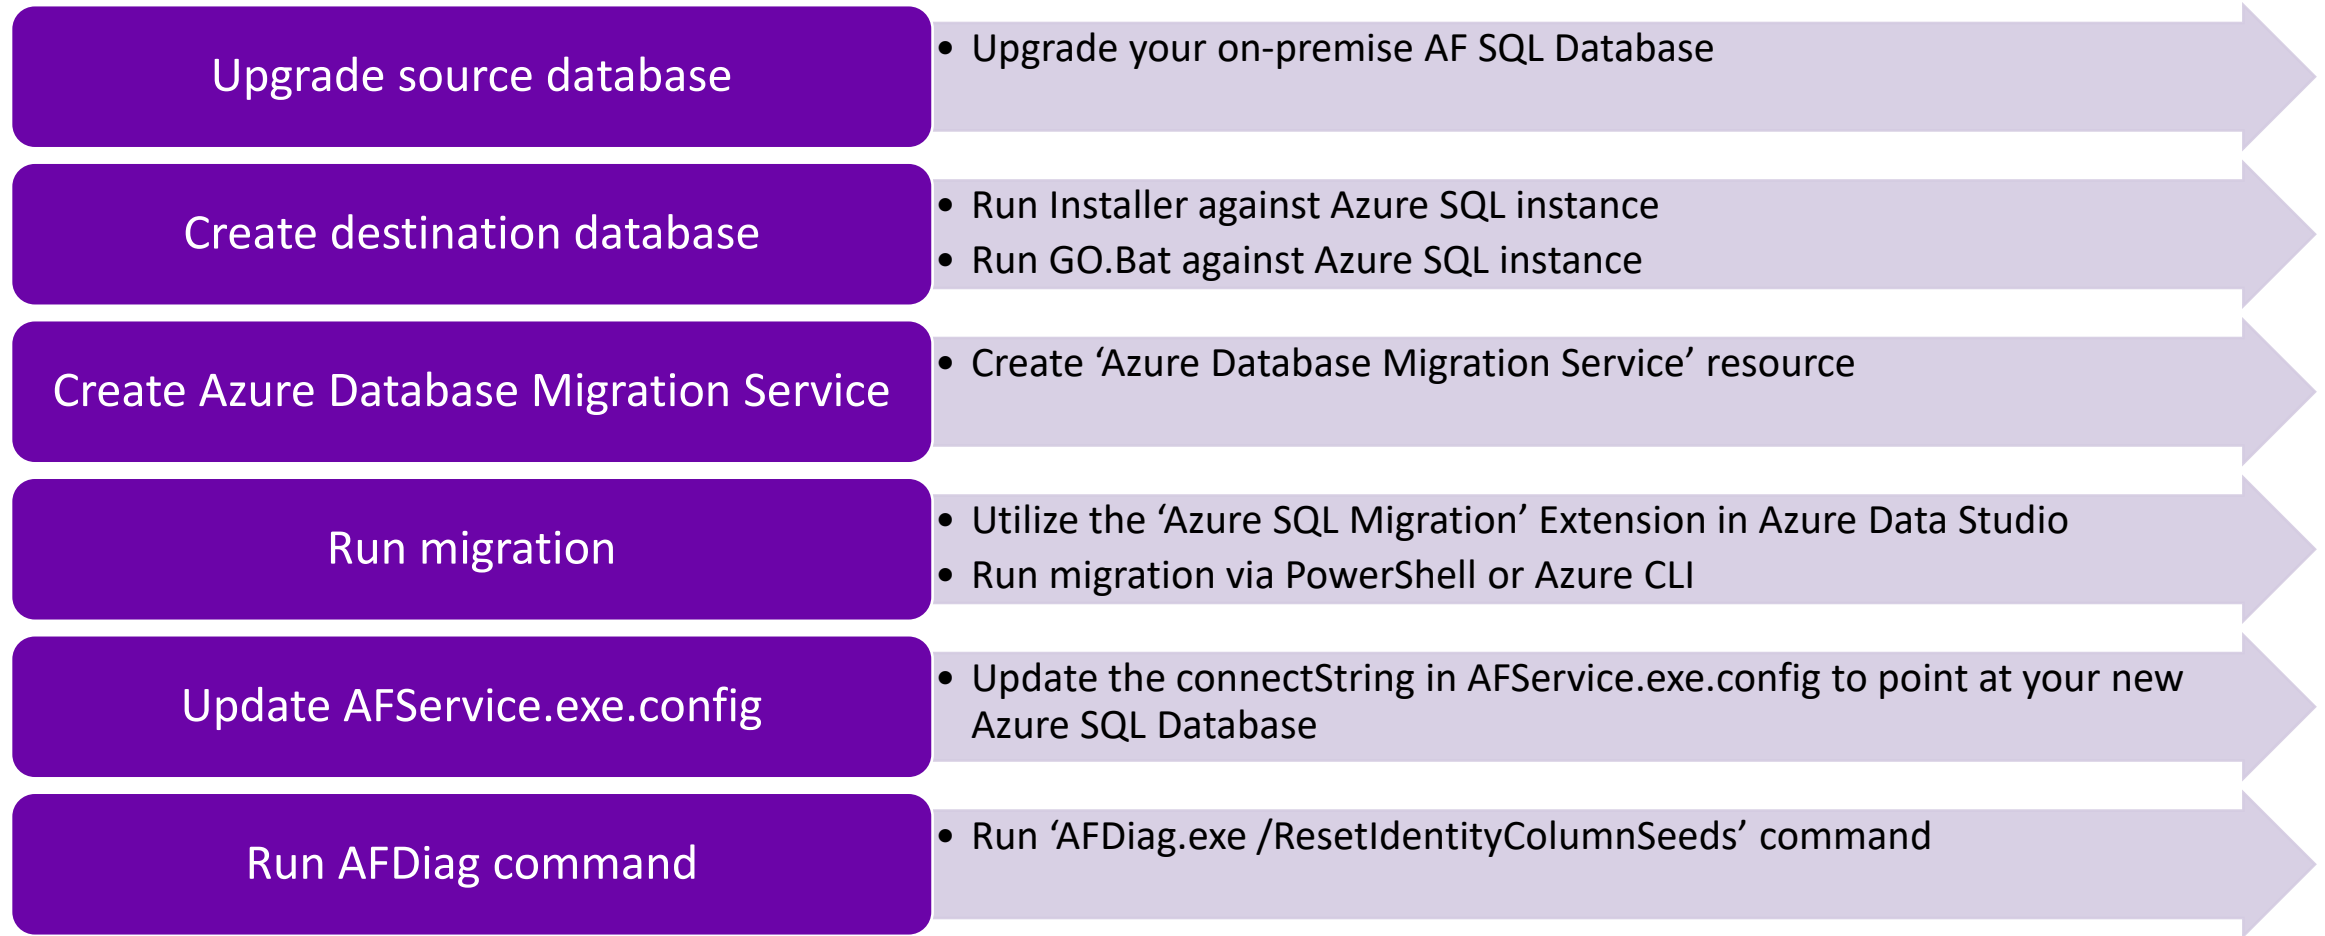 Upgrade source database
• Upgrade your on-premise AF SQL Database
Create destination database
• Run Installer against Azure SQL instance
• Run GO.Bat against Azure SQL instance
Create Azure Database Migration Service
• Create ‘Azure Database Migration Service’ resource
Run migration
• Utilize the ‘Azure SQL Migration’ Extension in Azure Data Studio
• Run migration via PowerShell or Azure CLI
Update AFService.exe.config
• Update the connectString in AFService.exe.config to point at your new
Azure SQL Database
Run AFDiag command
• Run ‘AFDiag.exe /ResetIdentityColumnSeeds’ command